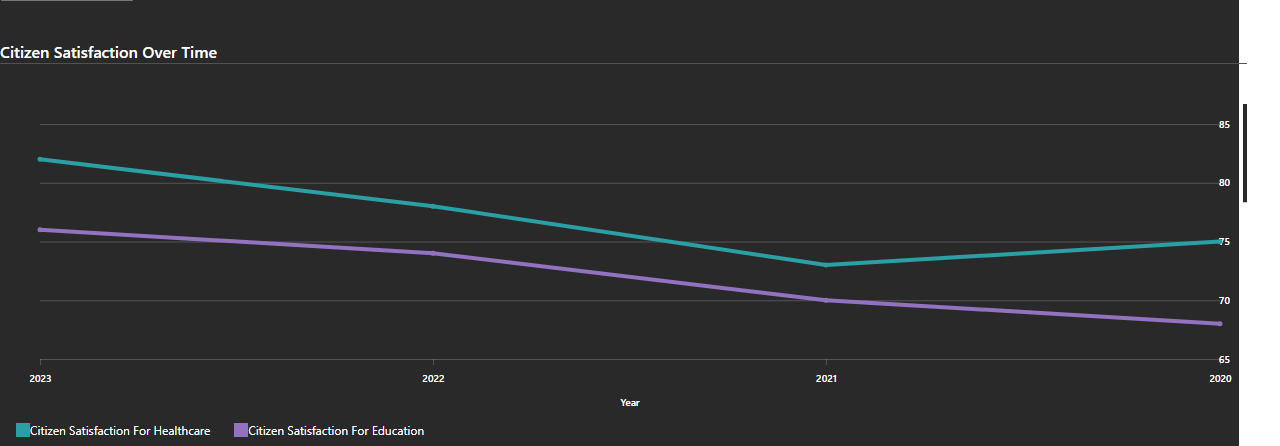 Citizen Satisfaction Over Time
85
80
75
70
65
2023 2022 2021 2020
Year
Citizen Satisfaction For Healthcare Citizen Satisfaction For Education